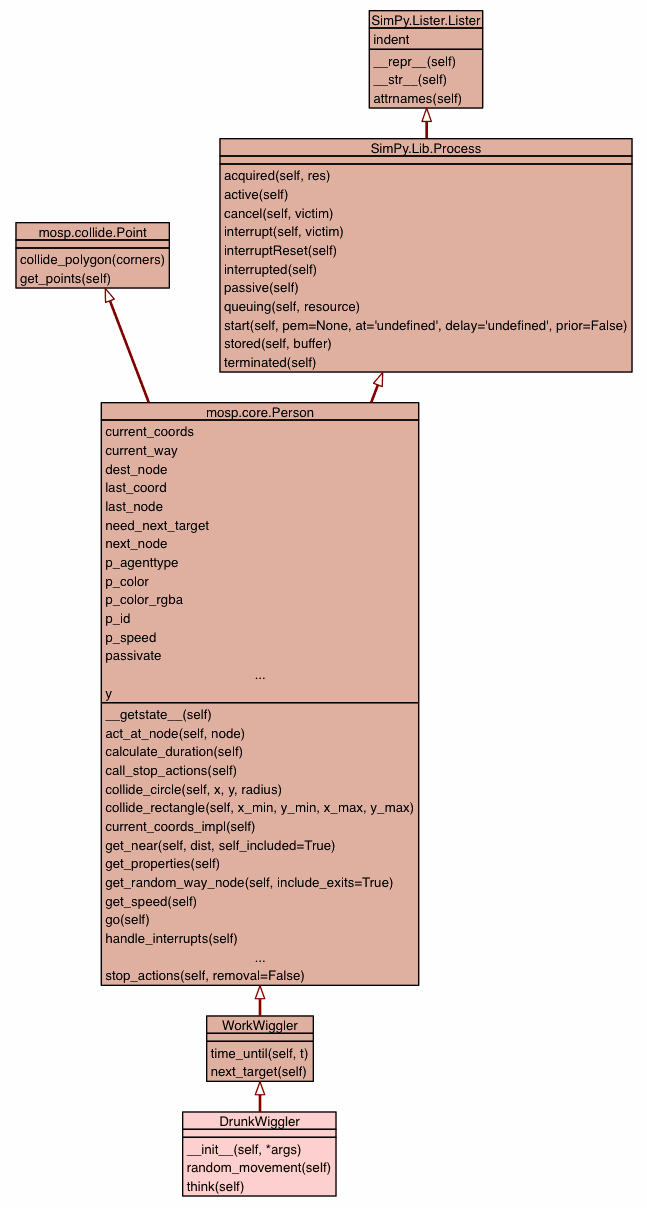 SimPy.Lister.Lister
indent
__repr__(self)
__str__(self)
attrnames(self)
SimPy.Lib.Process
acquired(self, res)
active(self)
cancel(self, victim)
interrupt(self, victim)
interruptReset(self)
interrupted(self)
passive(self)
queuing(self, resource)
start(self, pem=None, at='undefined', delay='undefined', prior=False)
stored(self, buffer)
terminated(self)
mosp.collide.Point
collide_polygon(corners)
get_points(self)
mosp.core.Person
current_coords
current_way
dest_node
last_coord
last_node
need_next_target
next_node
p_agenttype
p_color
p_color_rgba
p_id
p_speed
passivate
...
y
__getstate__(self)
act_at_node(self, node)
calculate_duration(self)
call_stop_actions(self)
collide_circle(self, x, y, radius)
collide_rectangle(self, x_min, y_min, x_max, y_max)
current_coords_impl(self)
get_near(self, dist, self_included=True)
get_properties(self)
get_random_way_node(self, include_exits=True)
get_speed(self)
go(self)
handle_interrupts(self)
...
stop_actions(self, removal=False)
WorkWiggler
time_until(self, t)
next_target(self)
DrunkWiggler
__init__(self, *args)
random_movement(self)
think(self)